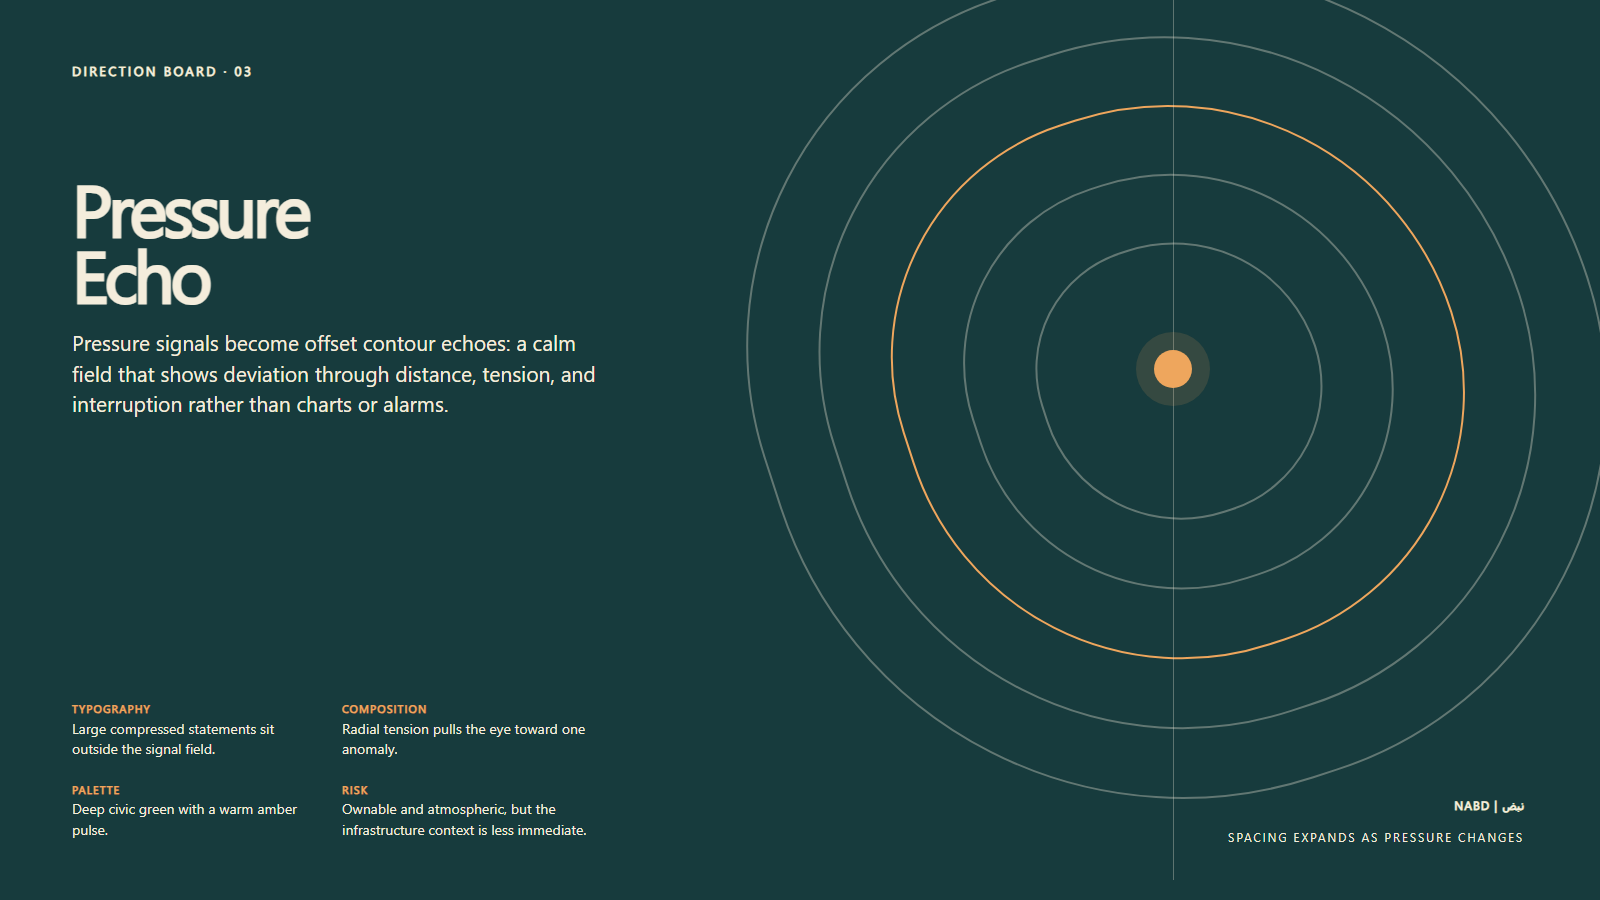 DIRECTION BOARD · 03
Pressure
Echo
Pressure signals become offset contour echoes: a calm
field that shows deviation through distance, tension, and
interruption rather than charts or alarms.
TYPOGRAPHY
Large compressed statements sit
outside the signal field.
COMPOSITION
Radial tension pulls the eye toward one
anomaly.
PALETTE
Deep civic green with a warm amber
pulse.
RISK
Ownable and atmospheric, but the
infrastructure context is less immediate.
NABD | نبض
SPACING EXPANDS AS PRESSURE CHANGES